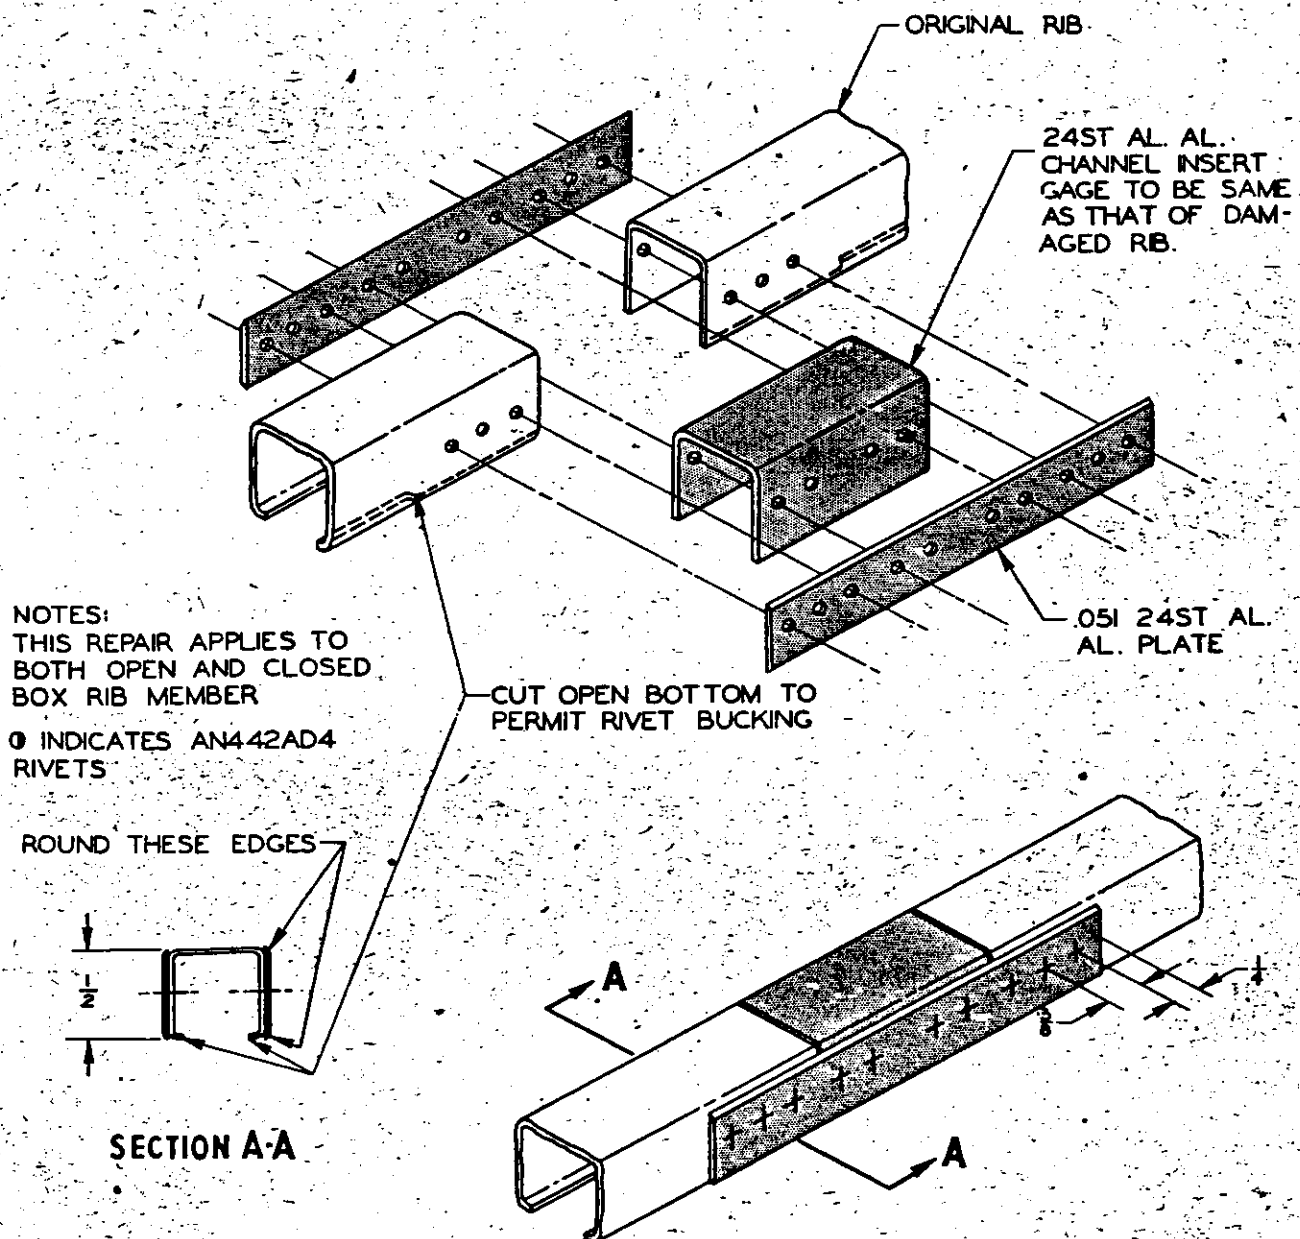 ORIGINAL RIB
24ST AL. AL.
CHANNEL INSERT
GAGE TO BE SAME
AS THAT OF DAM-
AGED RIB.
.051 24ST AL.
AL. PLATE
NOTES:
THIS REPAIR APPLIES TO
BOTH OPEN AND CLOSED
BOX RIB MEMBER
INDICATES AN442AD4
RIVETS
CUT OPEN BOTTOM TO
PERMIT RIVET BUCKING
ROUND THESE EDGES
1/2
SECTION A-A
A
A
1/4